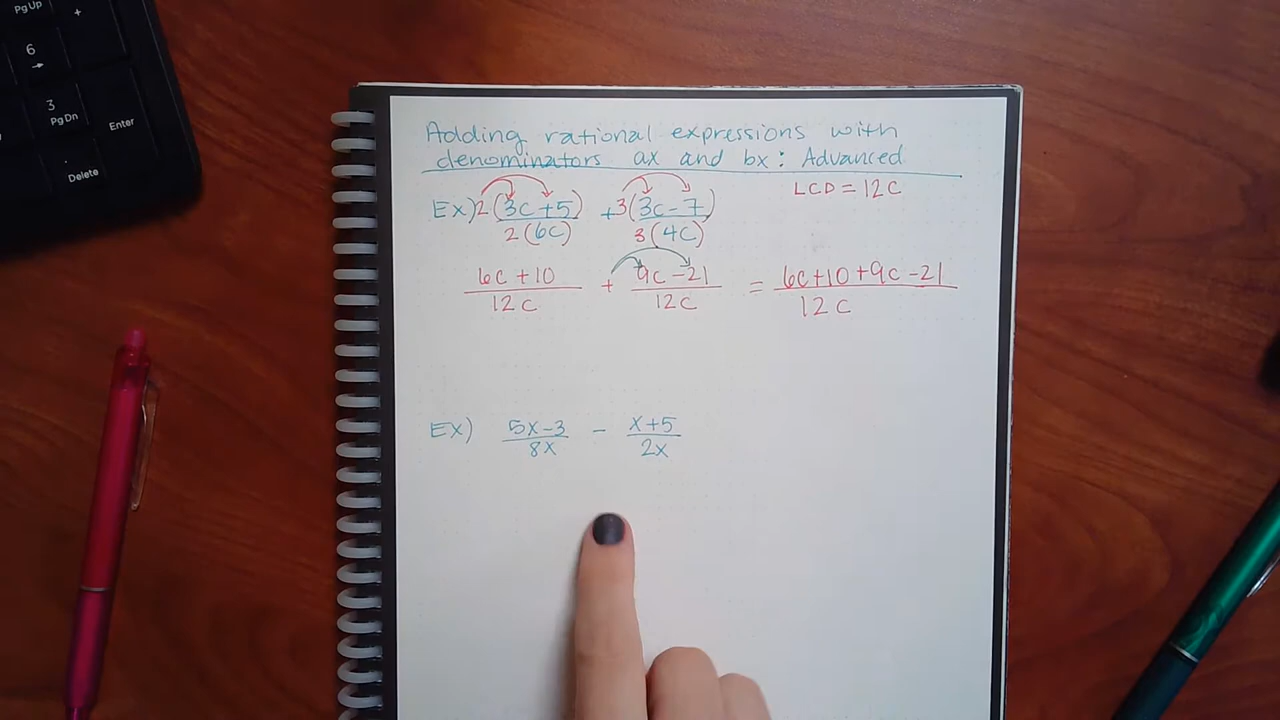 PgUp
+
6
→
3
PgDn
Enter
.
Delete
Adding rational expressions with
denominators ax and bx: Advanced
LCD = 12C
EX) 2(3C+5)/2(6C) + 3(3C-7)/3(4C)
6C+10/12C + 9C-21/12C = 6C+10+9C-21/12C
EX) 5X-3/8X - X+5/2X